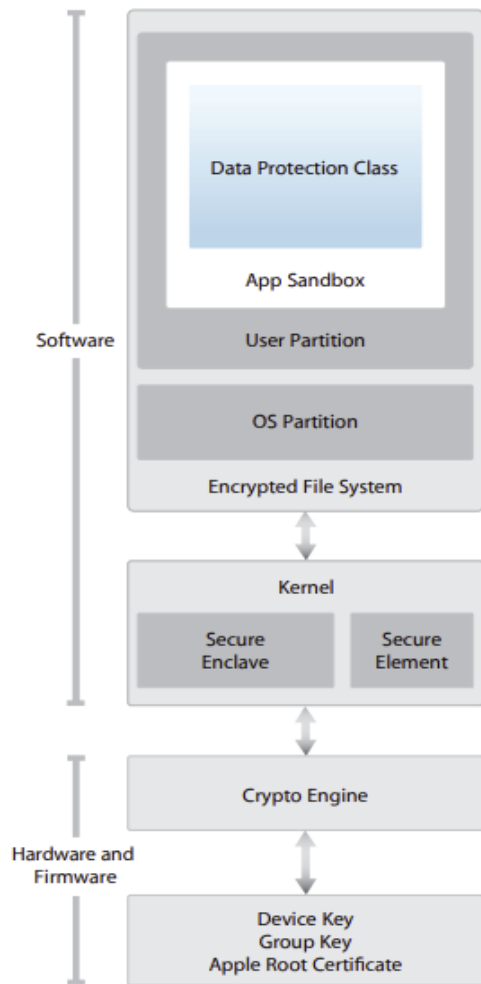 Data Protection Class
App Sandbox
Software
User Partition
OS Partition
Encrypted File System
Kernel
Secure
Enclave
Secure
Element
Crypto Engine
Hardware and
Firmware
Device Key
Group Key
Apple Root Certificate